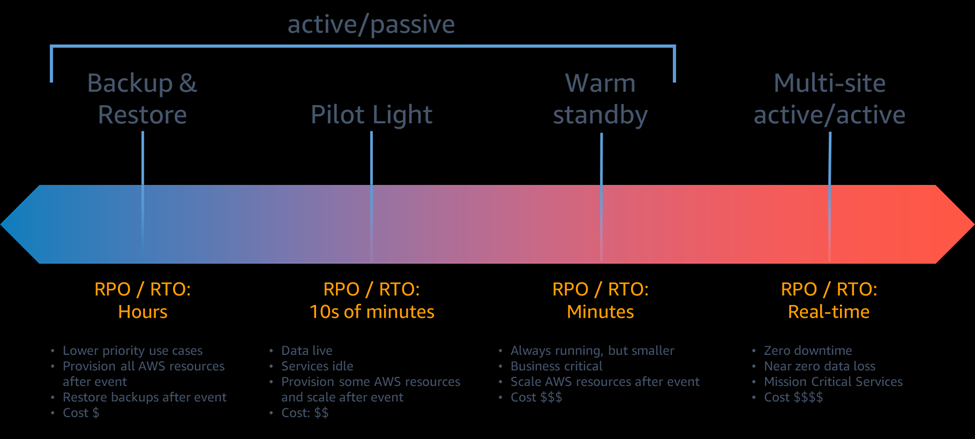 active/passive
Backup &
Restore
Pilot Light
Warm
standby
Multi-site
active/active
RPO / RTO:
Hours
RPO / RTO:
10s of minutes
RPO / RTO:
Minutes
RPO / RTO:
Real-time
• Lower priority use cases
• Provision all AWS resources
after event
• Restore backups after event
• Cost $
• Data live
• Services idle
• Provision some AWS resources
and scale after event
• Cost: $$
• Always running, but smaller
• Business critical
• Scale AWS resources after event
• Cost $$$
• Zero downtime
• Near zero data loss
• Mission Critical Services
• Cost $$$$